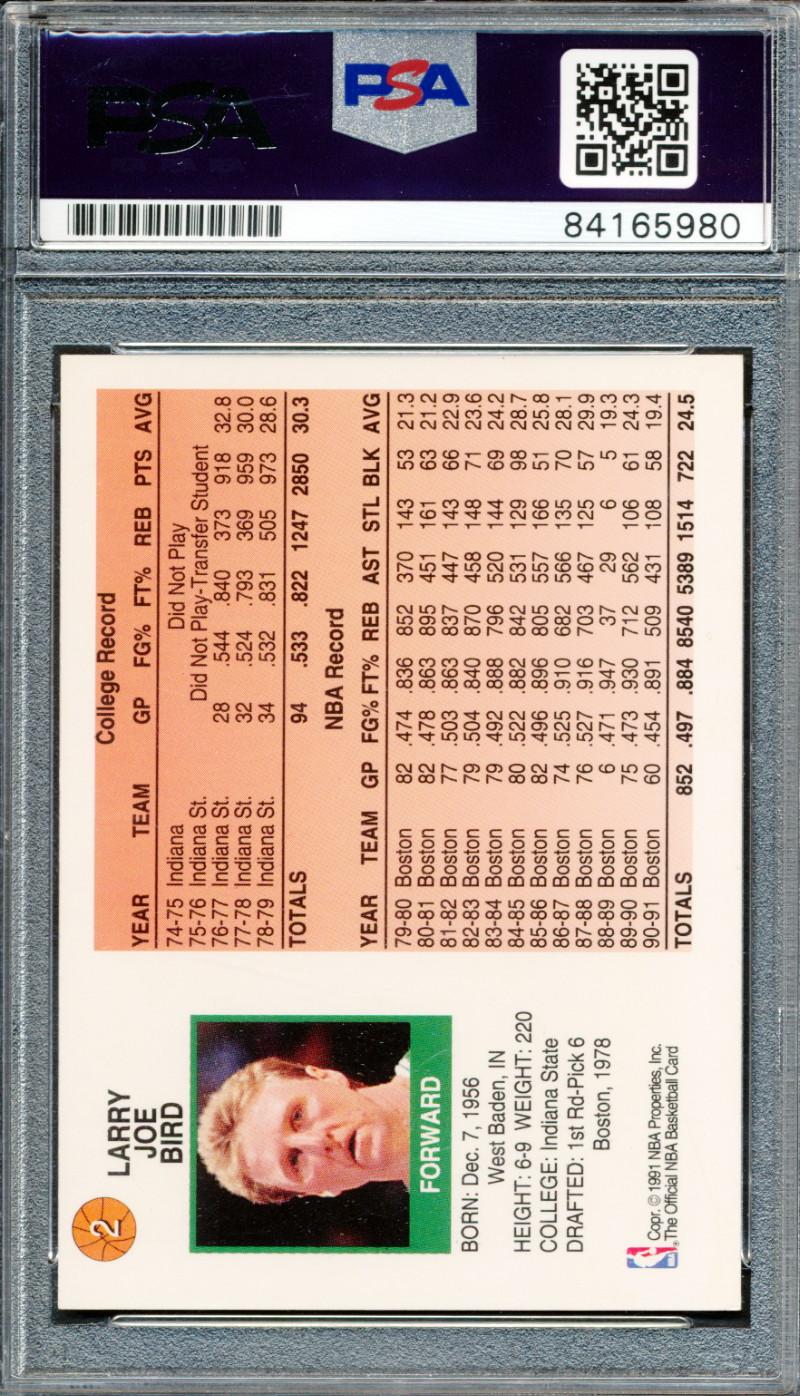 PSA
PSA
84165980
2
LARRY
JOE
BIRD
FORWARD
BORN: Dec. 7, 1956
West Baden, IN
HEIGHT: 6-9 WEIGHT: 220
COLLEGE: Indiana State
DRAFTED: 1st Rd-Pick 6
Boston, 1978
Copr. © 1991 NBA Properties, Inc.
The Official NBA Basketball Card
College Record
YEAR TEAM GP FG% FT% REB PTS AVG
74-75 Indiana Did Not Play
75-76 Indiana St. Did Not Play-Transfer Student
76-77 Indiana St. 28 .544 .840 373 918 32.8
77-78 Indiana St. 32 .524 .793 369 959 30.0
78-79 Indiana St. 34 .532 .831 505 973 28.6
TOTALS 94 .533 .822 1247 2850 30.3
NBA Record
YEAR TEAM GP FG% FT% REB AST STL BLK AVG
79-80 Boston 82 .474 .836 852 370 143 53 21.3
80-81 Boston 82 .478 .863 895 451 161 63 21.2
81-82 Boston 77 .503 .863 837 447 143 66 22.9
82-83 Boston 79 .504 .840 870 458 148 71 23.6
83-84 Boston 79 .492 .888 796 520 144 69 24.2
84-85 Boston 80 .522 .882 842 531 129 98 28.7
85-86 Boston 82 .496 .896 805 557 166 51 25.8
86-87 Boston 74 .525 .910 682 566 135 70 28.1
87-88 Boston 76 .527 .916 703 467 125 57 29.9
88-89 Boston 6 .471 .947 37 29 6 5 19.3
89-90 Boston 75 .473 .930 712 562 106 61 24.3
90-91 Boston 60 .454 .891 509 431 108 58 19.4
TOTALS 852 .497 .884 8540 5389 1514 722 24.5